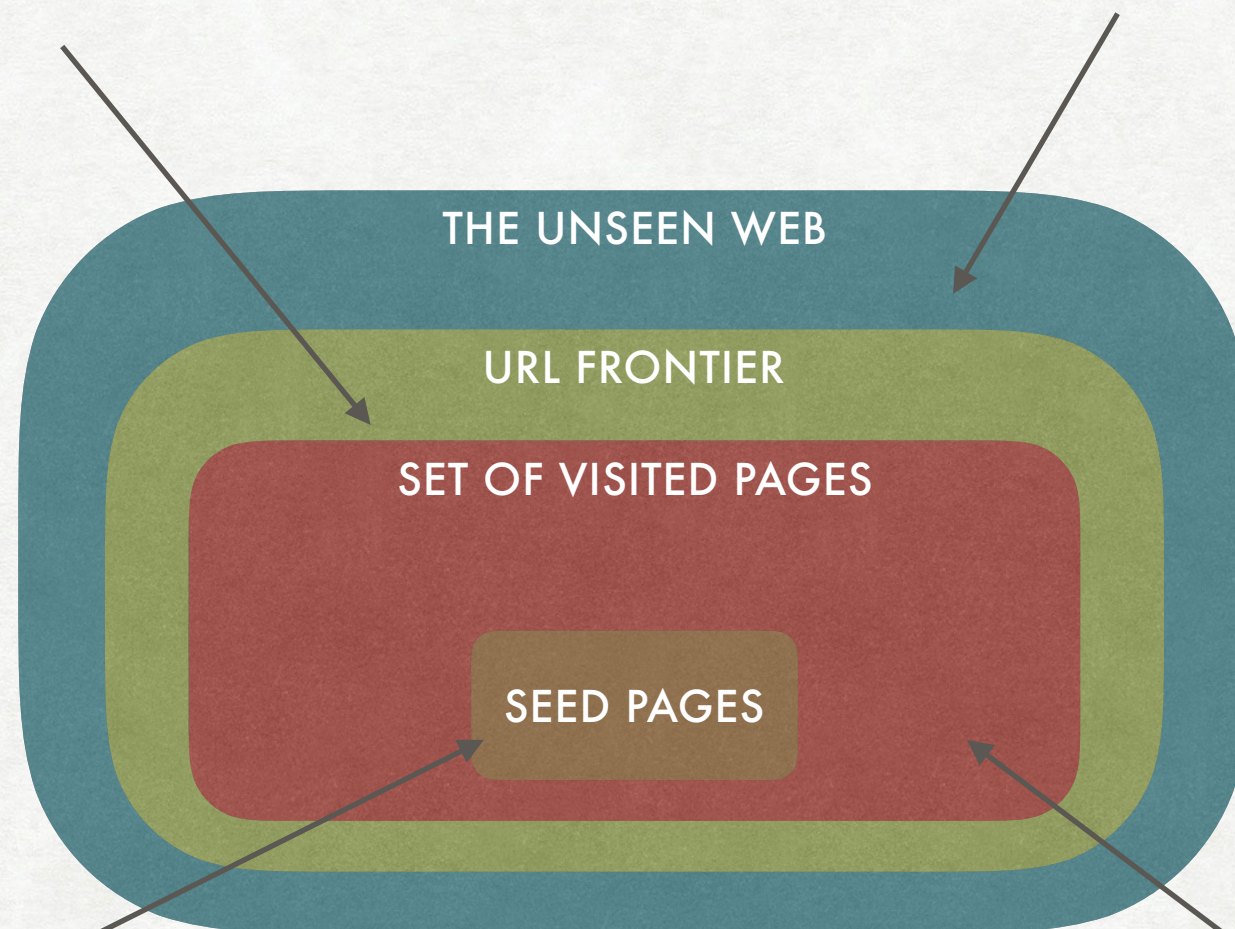 THE UNSEEN WEB
URL FRONTIER
SET OF VISITED PAGES
SEED PAGES